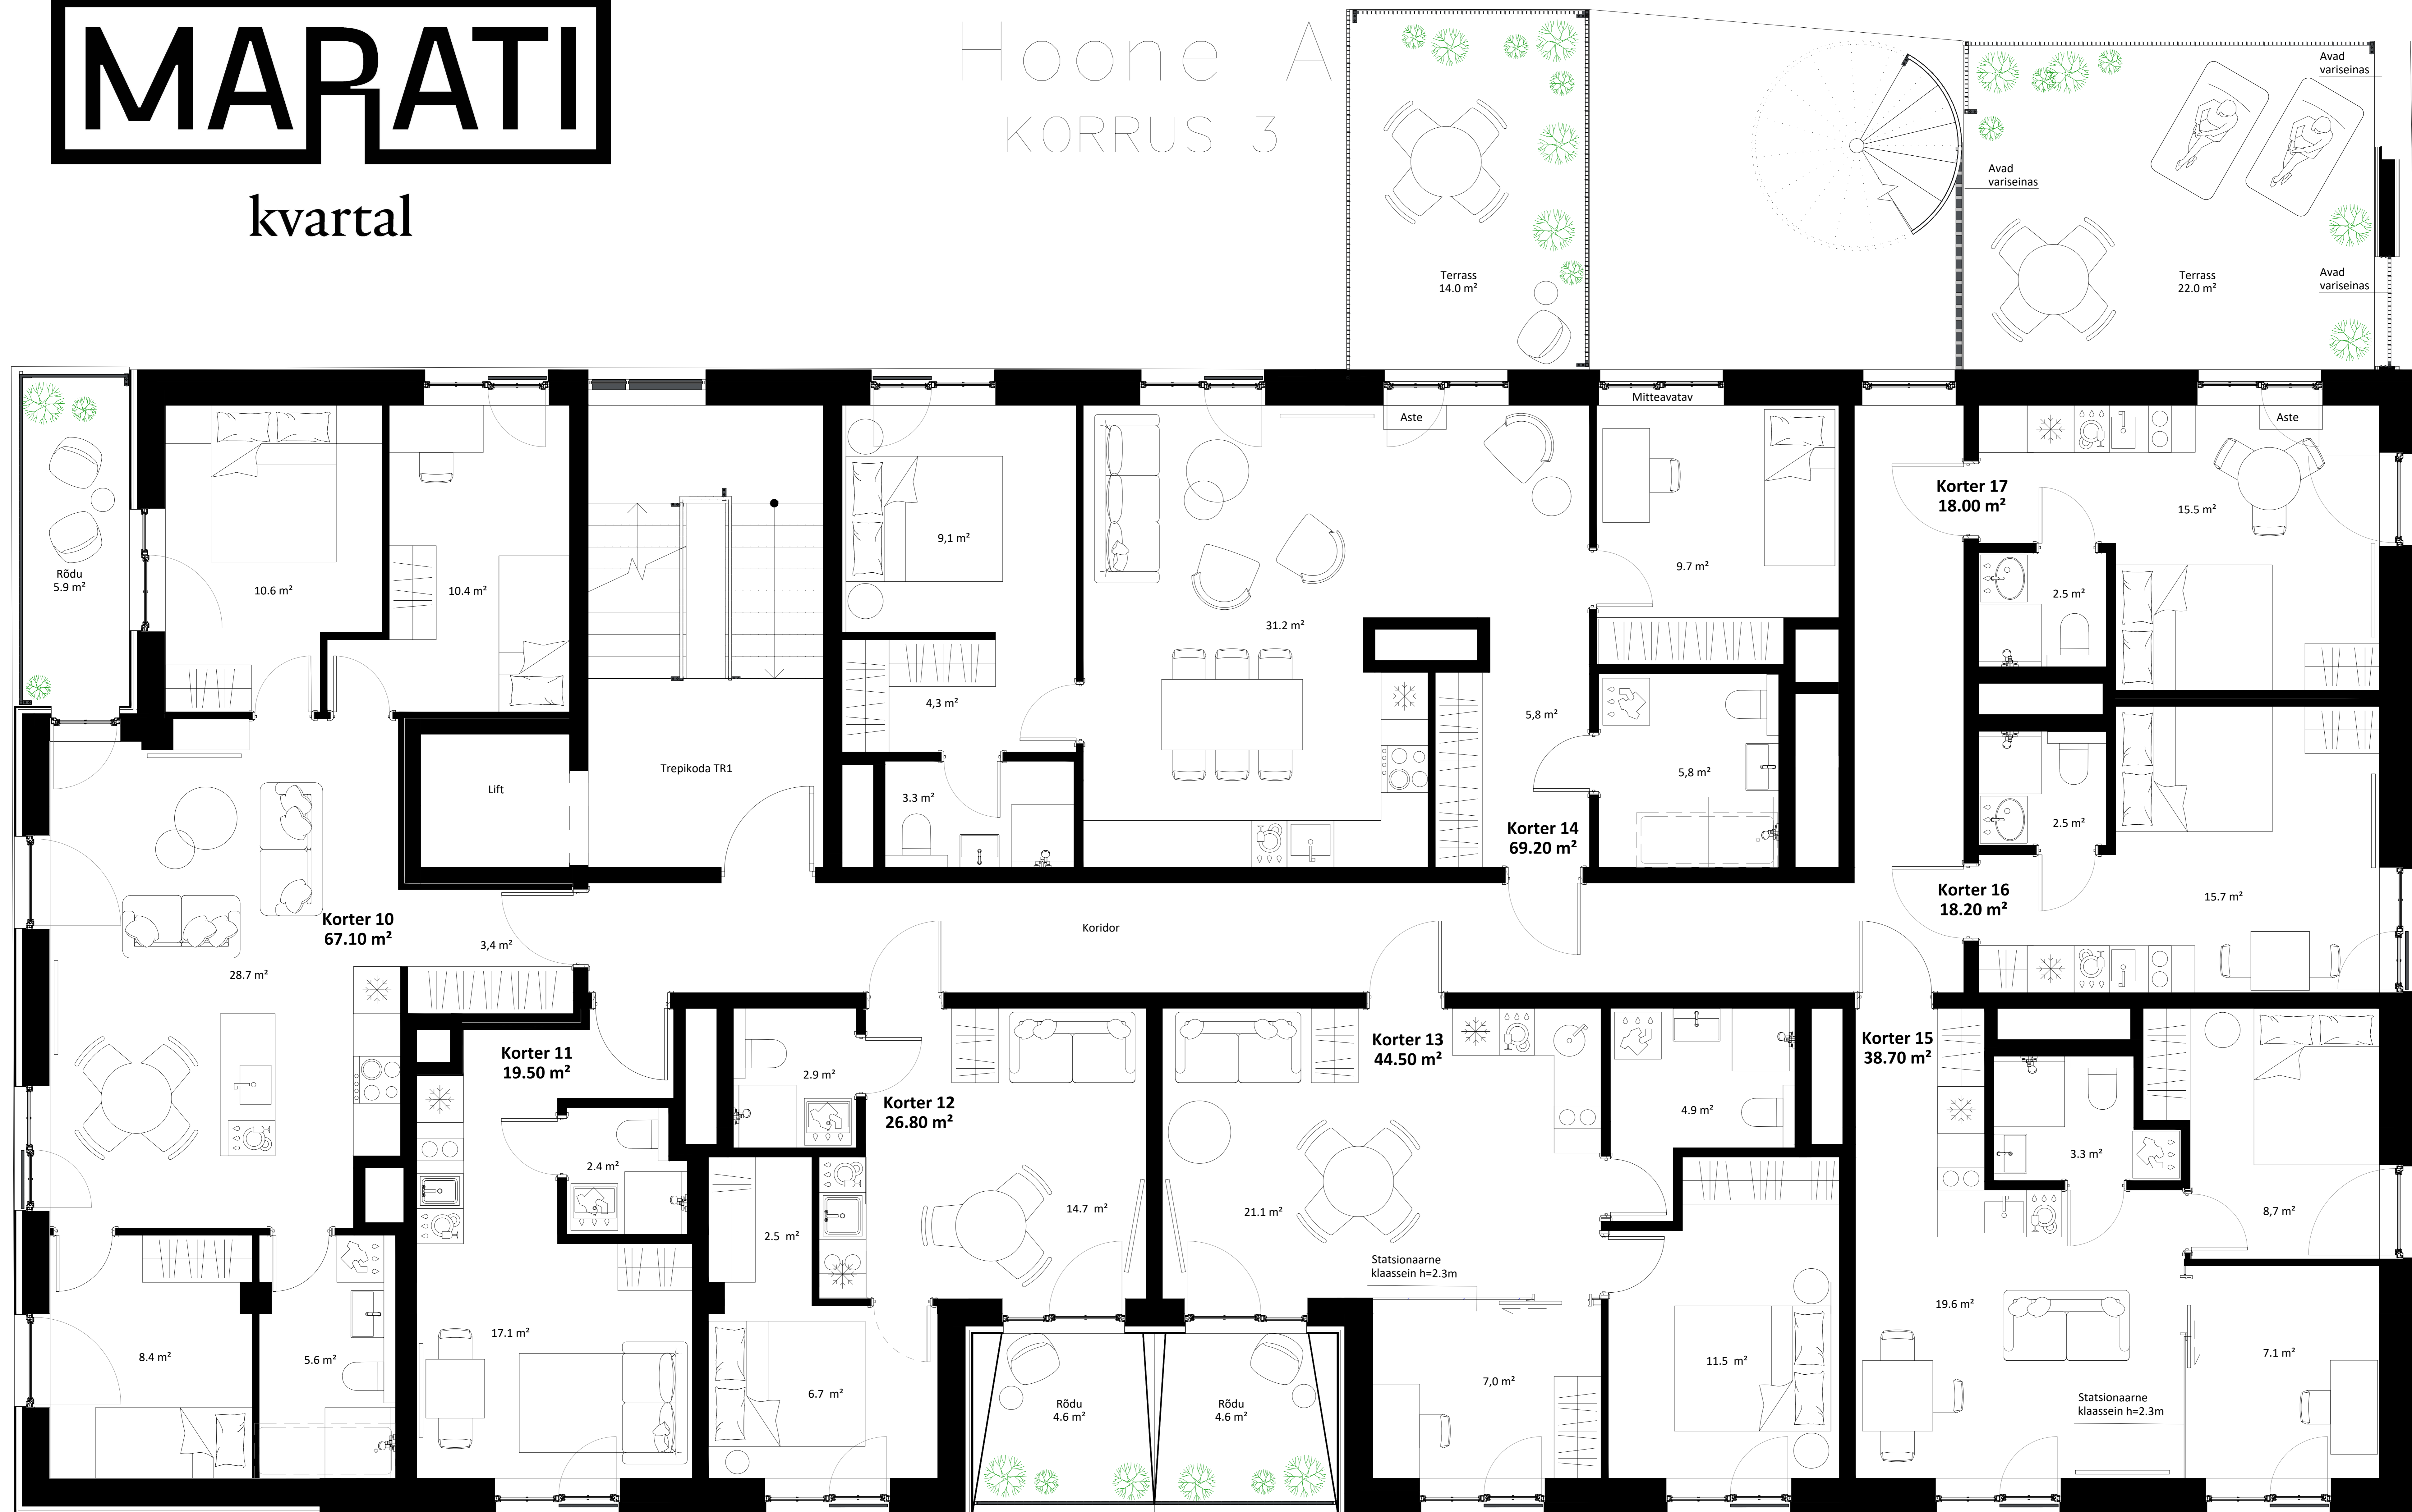 MARATI
kvartal
Hoone A
KORRUS 3
Terrass
14.0 m²
Avad
variseinas
Avad
variseinas
Terrass
22.0 m²
Avad
variseinas
Rõdu
5.9 m²
10.6 m²
10.4 m²
Lift
Trepikoda TR1
9,1 m²
4,3 m²
3.3 m²
31.2 m²
Aste
Mitteavatav
9.7 m²
5,8 m²
5,8 m²
Korter 14
69.20 m²
Korter 17
18.00 m²
Aste
15.5 m²
2.5 m²
2.5 m²
Korter 16
18.20 m²
15.7 m²
Korter 10
67.10 m²
3,4 m²
28.7 m²
Koridor
Korter 11
19.50 m²
2.4 m²
17.1 m²
8.4 m²
5.6 m²
2.9 m²
Korter 12
26.80 m²
2.5 m²
14.7 m²
6.7 m²
Rõdu
4.6 m²
Rõdu
4.6 m²
Korter 13
44.50 m²
21.1 m²
Statsionaarne
klaassein h=2.3m
7,0 m²
4.9 m²
11.5 m²
Korter 15
38.70 m²
3.3 m²
8,7 m²
19.6 m²
7.1 m²
Statsionaarne
klaassein h=2.3m